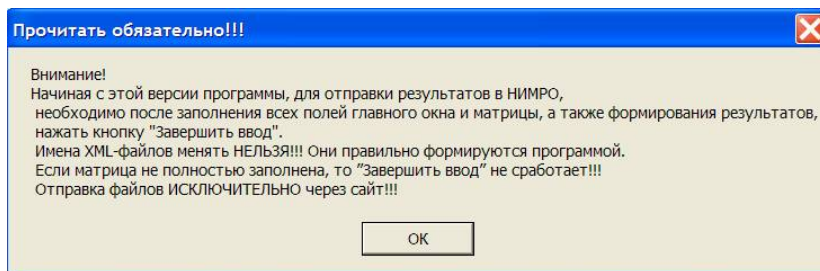 Прочитать обязательно!!!
Внимание!
Начиная с этой версии программы, для отправки результатов в НИМРО,
необходимо после заполнения всех полей главного окна и матрицы, а также формирования результатов,
нажать кнопку "Завершить ввод".
Имена XML-файлов менять НЕЛЬЗЯ!!! Они правильно формируются программой.
Если матрица не полностью заполнена, то "Завершить ввод" не сработает!!!
Отправка файлов ИСКЛЮЧИТЕЛЬНО через сайт!!!
ОК